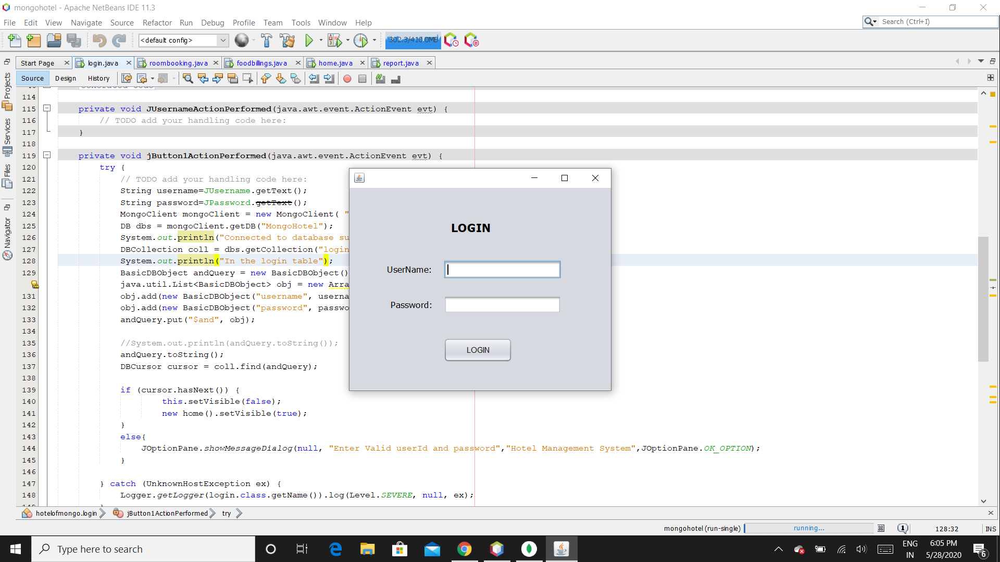 mongohotel - Apache NetBeans IDE 11.3
File Edit View Navigate Source Refactor Run Debug Profile Team Tools Window Help
Search (Ctrl+I)
<default config>
302.3/410.0MB
Start Page login.java roombooking.java foodbillings.java home.java report.java
Source Design History
Projects
Services
Files
Navigator
114
115 private void JUsernameActionPerformed(java.awt.event.ActionEvent evt) {
116 // TODO add your handling code here:
117 }
118
119 private void jButton1ActionPerformed(java.awt.event.ActionEvent evt) {
120 try {
121 // TODO add your handling code here:
122 String username=JUsername.getText();
123 String password=JPassword.getText();
124 MongoClient mongoClient = new MongoClient( "
125 DB dbs = mongoClient.getDB("MongoHotel");
126 System.out.println("Connected to database su
127 DBCollection coll = dbs.getCollection("login
128 System.out.println("In the login table");
129 BasicDBObject andQuery = new BasicDBObject()
java.util.List<BasicDBObject> obj = new Arra
131 obj.add(new BasicDBObject("username", userna
132 obj.add(new BasicDBObject("password", passwo
133 andQuery.put("$and", obj);
134
135 //System.out.println(andQuery.toString());
136 andQuery.toString();
137 DBCursor cursor = coll.find(andQuery);
138
139 if (cursor.hasNext()) {
140 this.setVisible(false);
141 new home().setVisible(true);
142 }
143 else{
144 JOptionPane.showMessageDialog(null, "Enter Valid userId and password","Hotel Management System",JOptionPane.OK_OPTION);
145 }
146
147 } catch (UnknownHostException ex) {
148 Logger.getLogger(login.class.getName()).log(Level.SEVERE, null, ex);
LOGIN
UserName:
Password:
LOGIN
hotelofmongo.login jButton1ActionPerformed try
mongohotel (run-single) running... 1 128:32 INS
Type here to search
ENG
IN
6:05 PM
5/28/2020
6